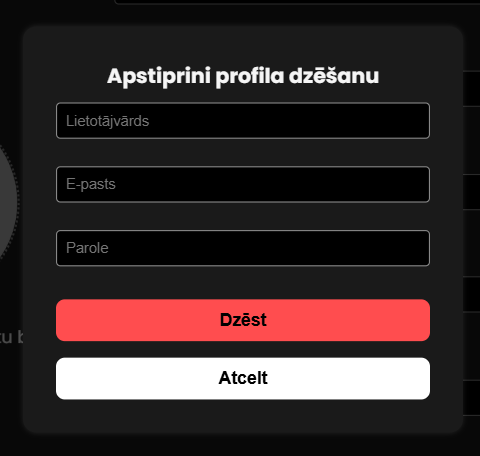 Apstiprini profila dzēšanu
Lietotājvārds
E-pasts
Parole
Dzēst
Atcelt